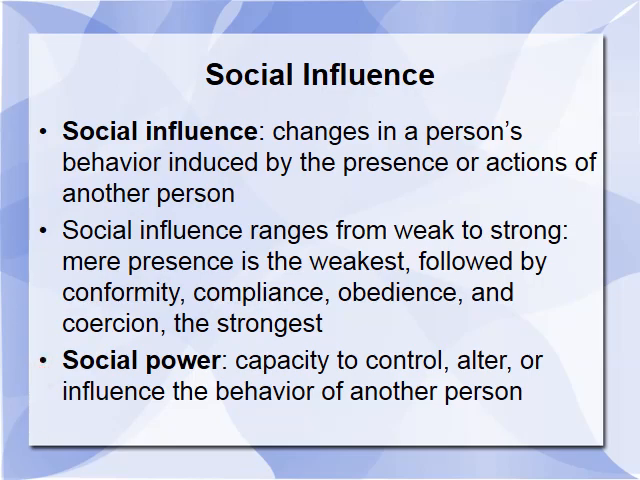 Social Influence
• Social influence: changes in a person’s
behavior induced by the presence or actions of
another person
• Social influence ranges from weak to strong:
mere presence is the weakest, followed by
conformity, compliance, obedience, and
coercion, the strongest
• Social power: capacity to control, alter, or
influence the behavior of another person